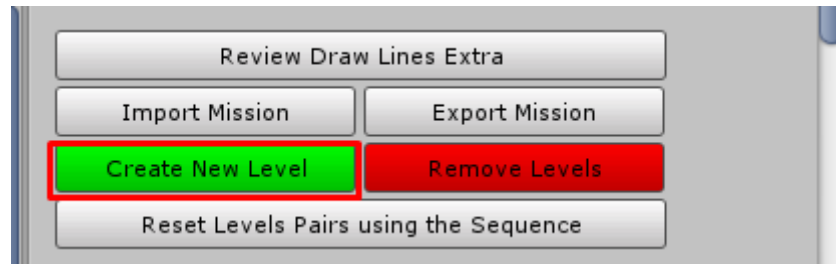 Review Draw Lines Extra
Import Mission Export Mission
Create New Level Remove Levels
Reset Levels Pairs using the Sequence